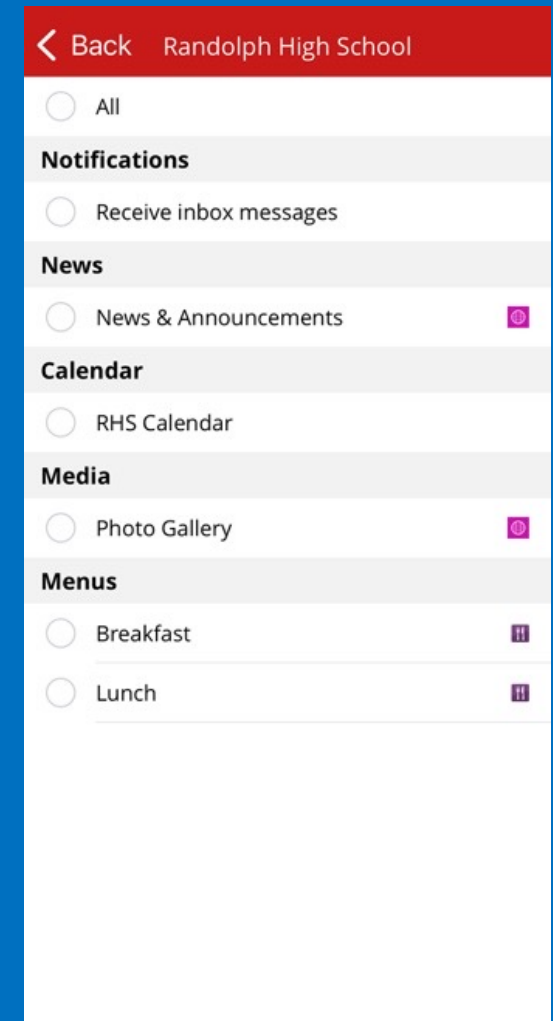 Back Randolph High School
All
Notifications
Receive inbox messages
News
News & Announcements
Calendar
RHS Calendar
Media
Photo Gallery
Menus
Breakfast
Lunch